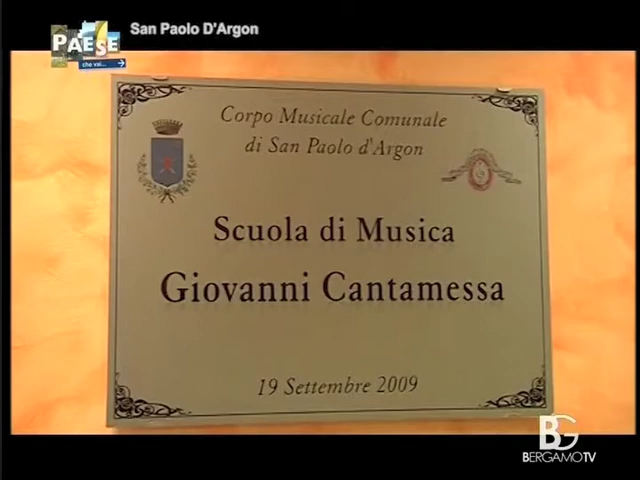 PAESE
che vai...
San Paolo D'Argon
Corpo Musicale Comunale
di San Paolo d'Argon
Scuola di Musica
Giovanni Cantamessa
19 Settembre 2009
BG
BERGAMOTV